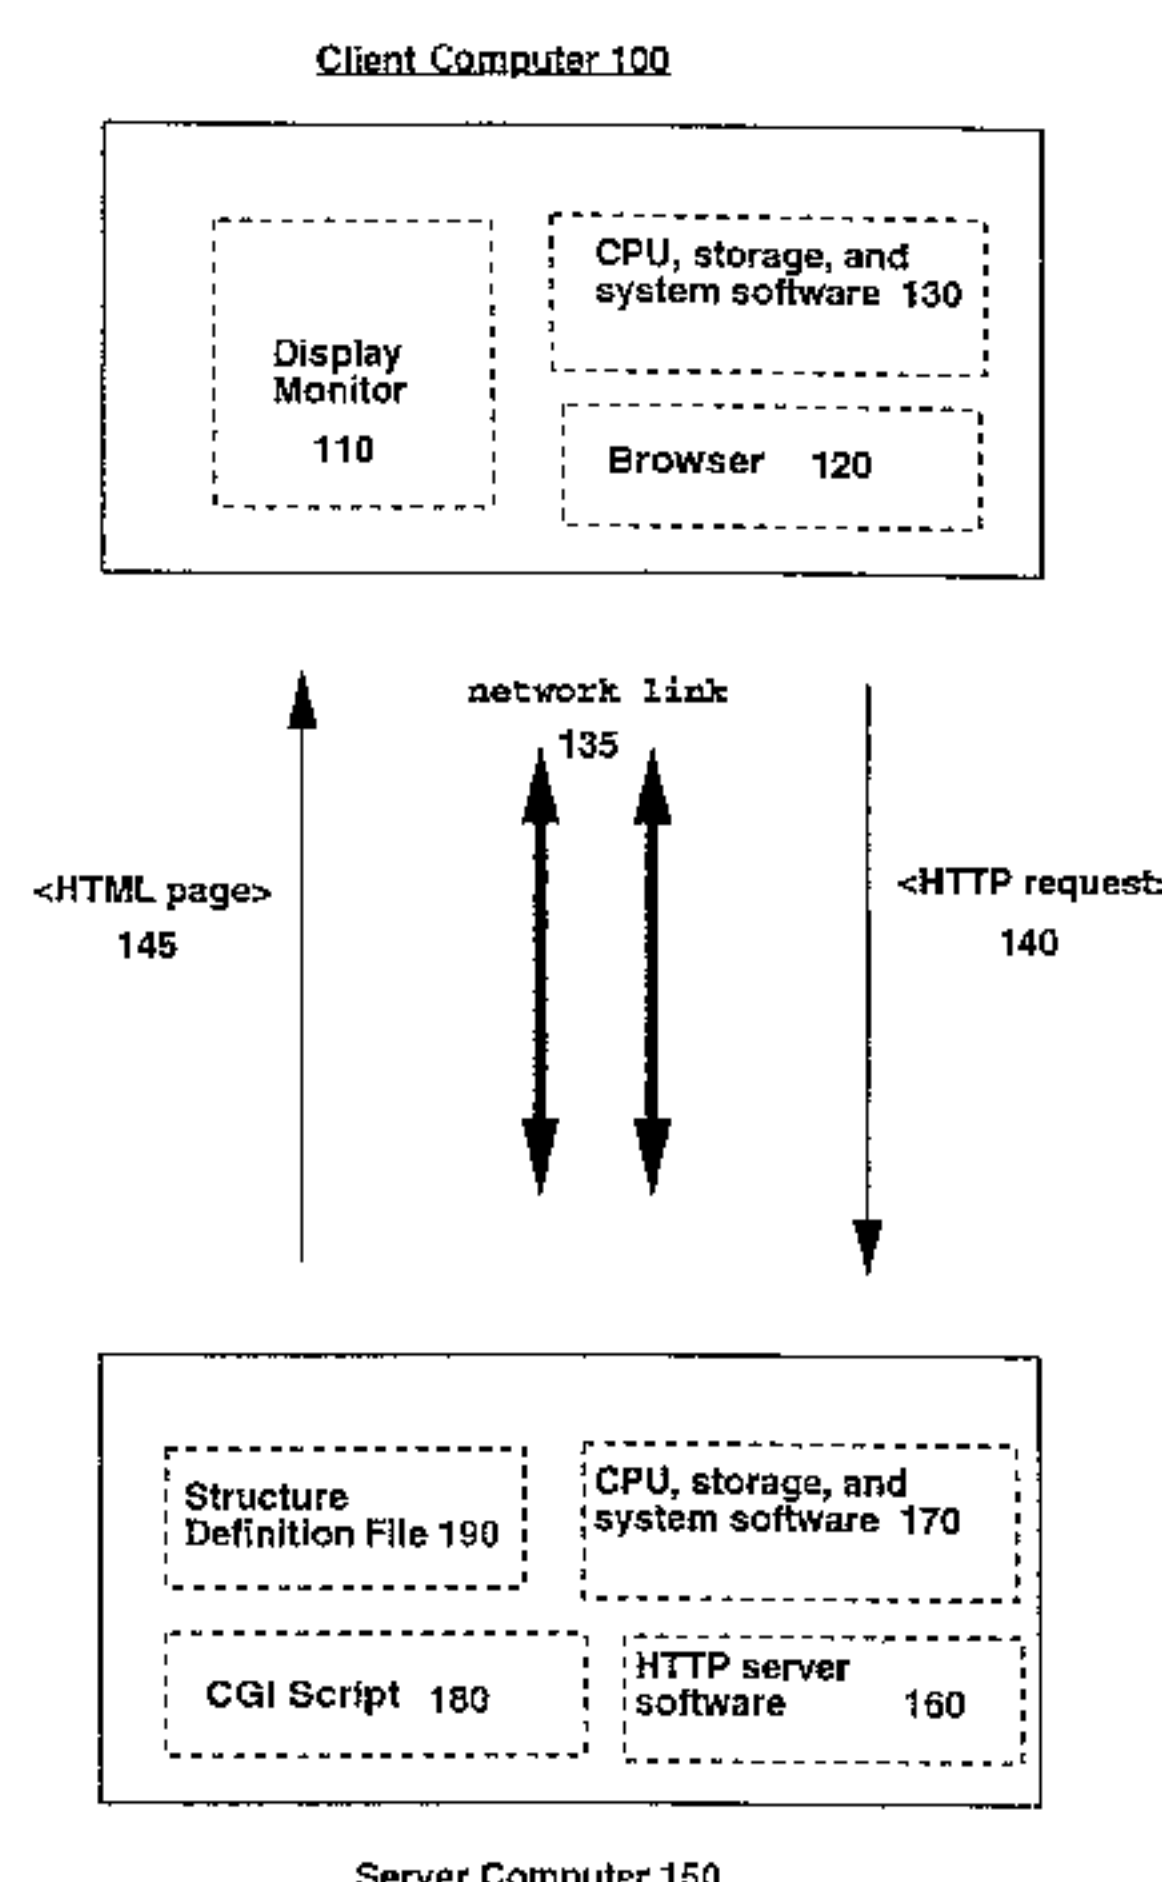 Client Computer 100
CPU, storage, and
system software 130
Display
Monitor
110
Browser 120
network link
135
<HTML page>
145
<HTTP request>
140
Structure
Definition File 190
CPU, storage, and
system software 170
CGI Script 180
HTTP server
software 160
Server Computer 150